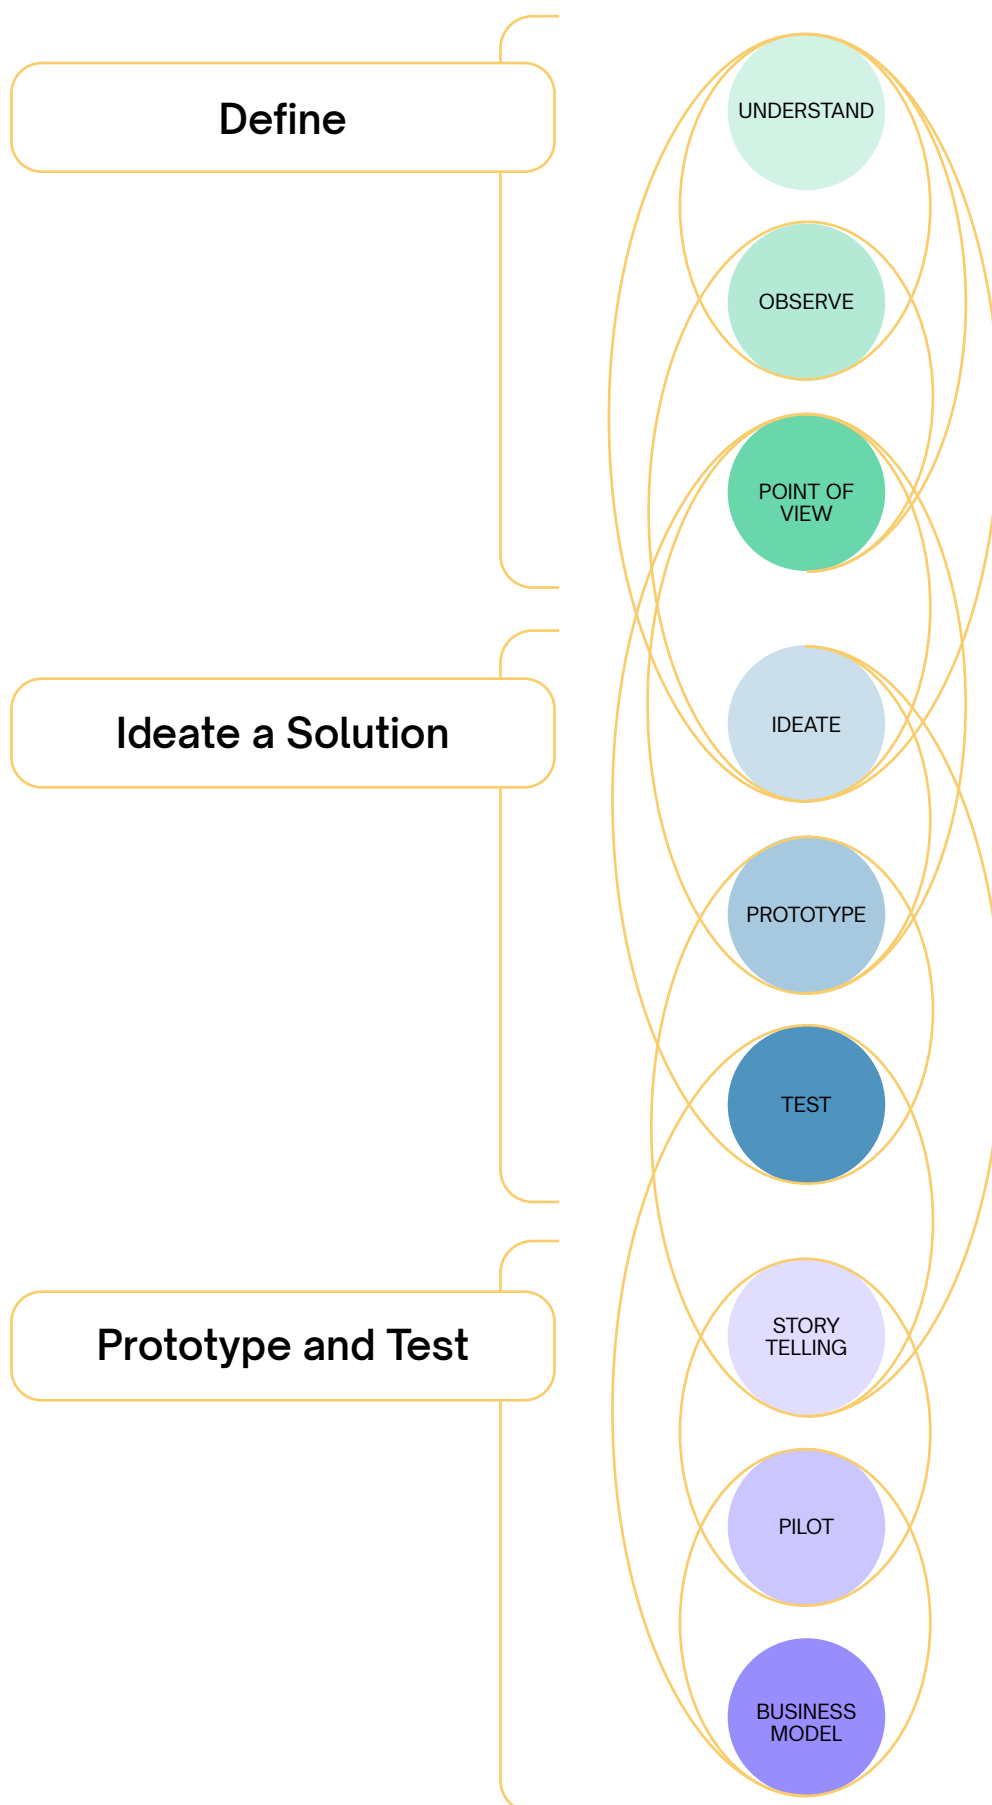 Define
UNDERSTAND
OBSERVE
POINT OF
VIEW
Ideate a Solution
IDEATE
PROTOTYPE
TEST
Prototype and Test
STORY
TELLING
PILOT
BUSINESS
MODEL